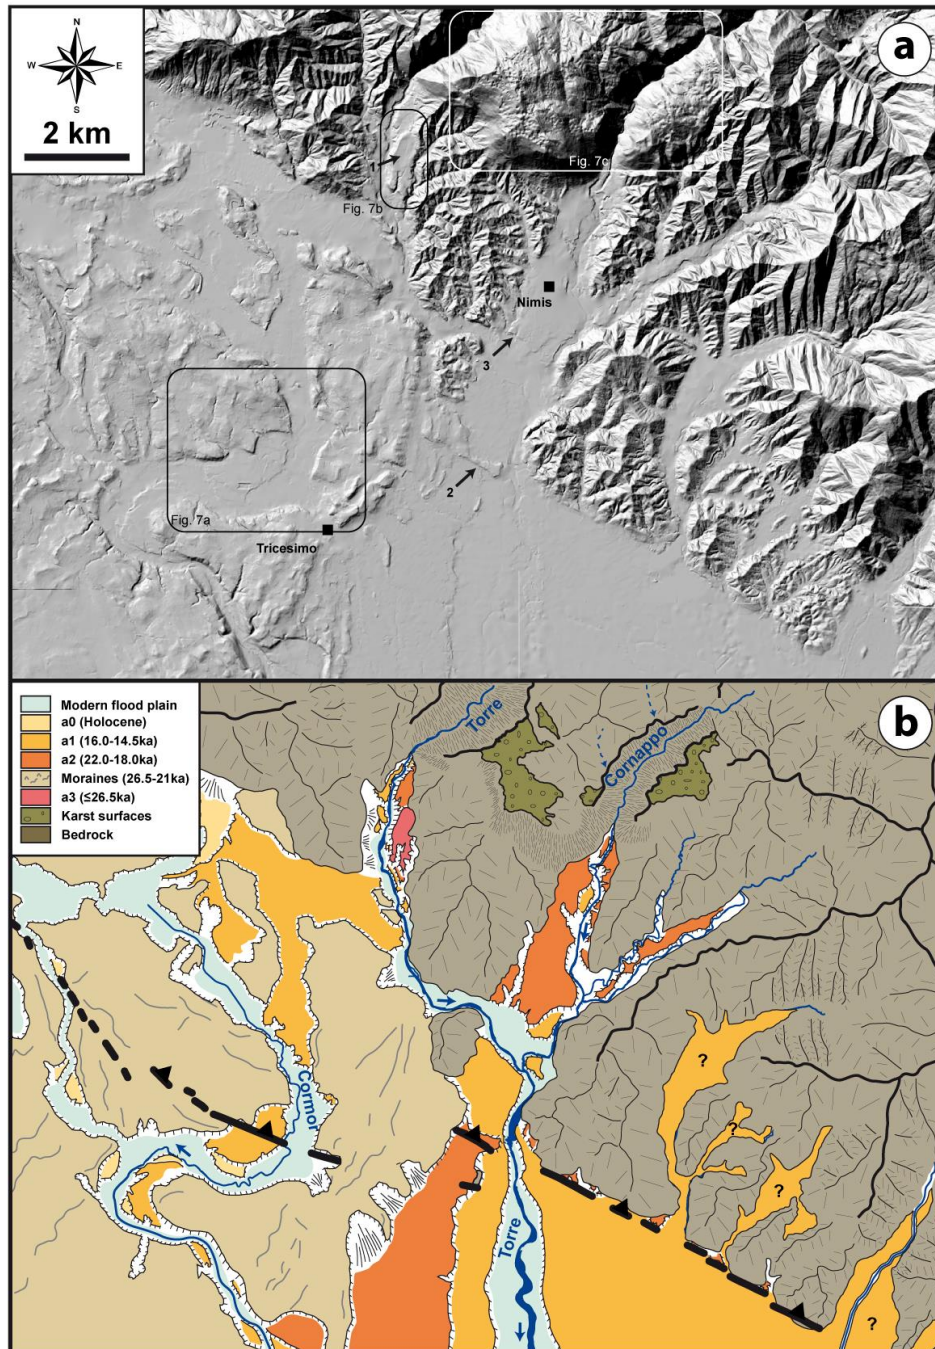 N
W E
S
2 km
a
1
Fig. 7b
Fig. 7c
Nimis
3
2
Fig. 7a
Tricesimo
Modern flood plain
a0 (Holocene)
a1 (16.0-14.5ka)
a2 (22.0-18.0ka)
Moraines (26.5-21ka)
a3 (≤26.5ka)
Karst surfaces
Bedrock
b
Torre
Cornappo
Cormor
Torre
?
?
?
?